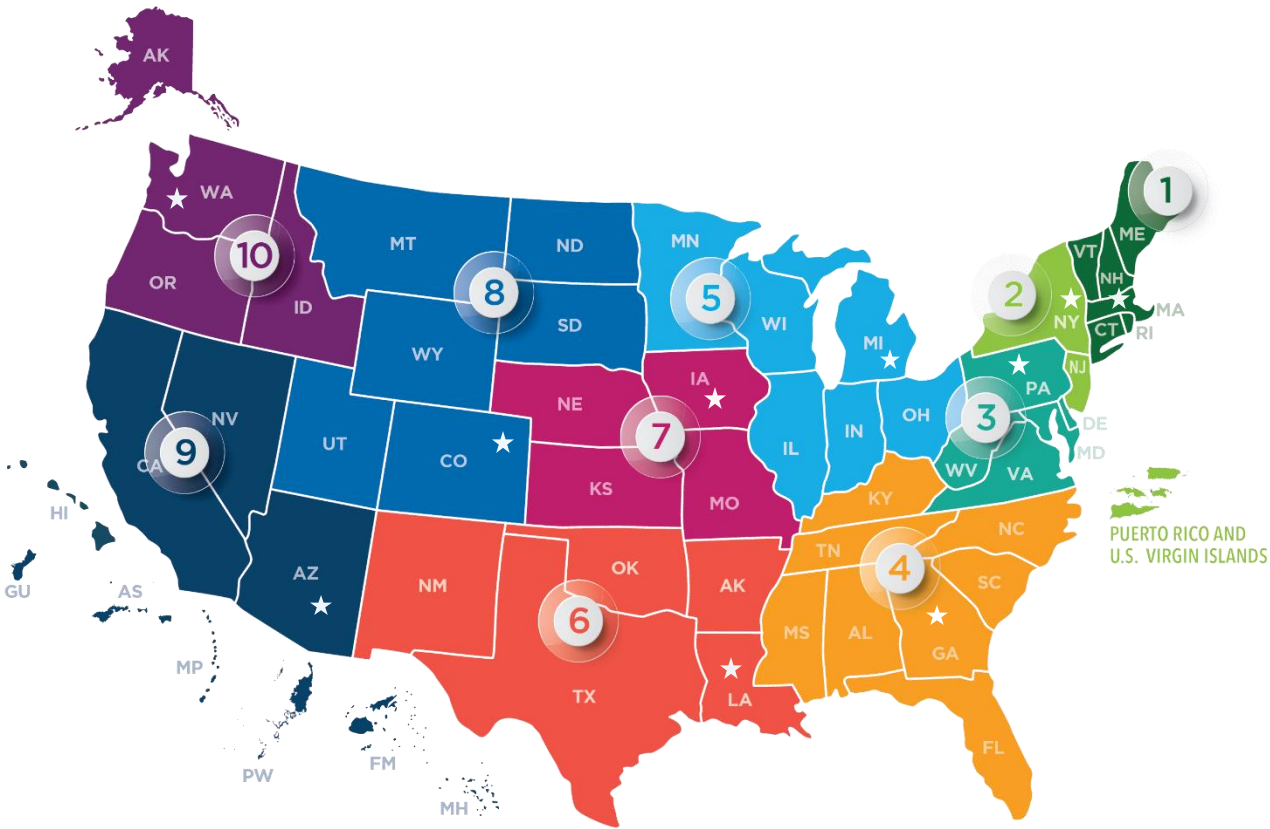 AK
WA
10
OR
ID
MT
ND
8
SD
WY
UT
CO
MN
5
WI
MI
IL
IN
OH
1
ME
VT
NH
MA
CT
RI
2
NY
NJ
PA
3
DE
MD
WV
VA
IA
NE
7
KS
MO
NV
9
CA
AZ
HI
GU
AS
MP
PW
FM
MH
NM
OK
AK
6
TX
LA
KY
TN
NC
4
SC
MS
AL
GA
FL
PUERTO RICO AND
U.S. VIRGIN ISLANDS